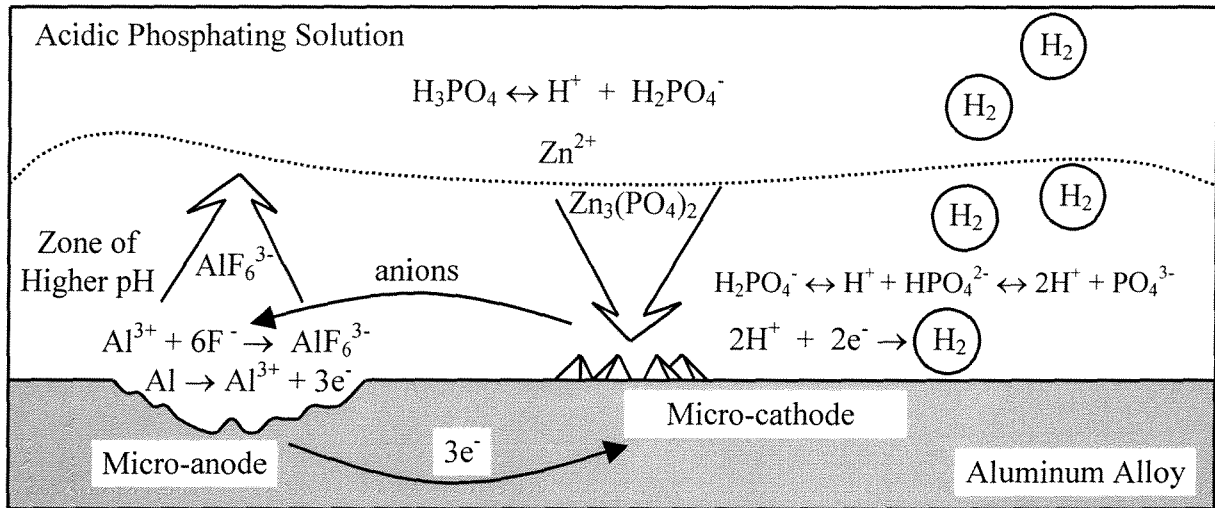 Acidic Phosphating Solution
H₃PO₄ ↔ H⁺ + H₂PO₄⁻
H₂
H₂
Zn²⁺
Zn₃(PO₄)₂
H₂
H₂
Zone of
Higher pH
AlF₆³⁻
anions
H₂PO₄⁻ ↔ H⁺ + HPO₄²⁻ ↔ 2H⁺ + PO₄³⁻
Al³⁺ + 6F⁻ → AlF₆³⁻
2H⁺ + 2e⁻ → H₂
Al → Al³⁺ + 3e⁻
Micro-cathode
Micro-anode
3e⁻
Aluminum Alloy